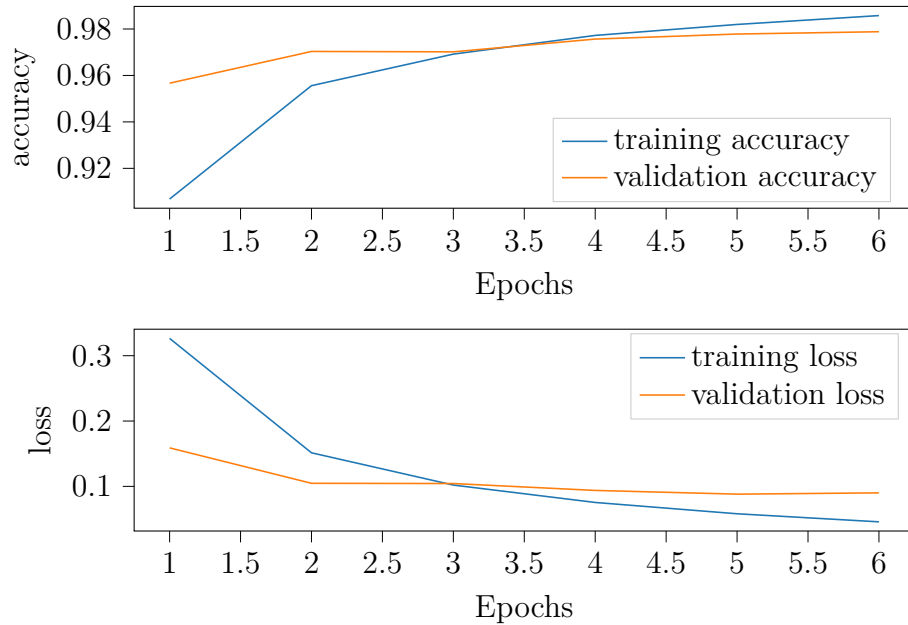 0.98
0.96
0.94
0.92
accuracy
training accuracy
validation accuracy
1 1.5 2 2.5 3 3.5 4 4.5 5 5.5 6
Epochs
0.3
0.2
0.1
loss
training loss
validation loss
1 1.5 2 2.5 3 3.5 4 4.5 5 5.5 6
Epochs